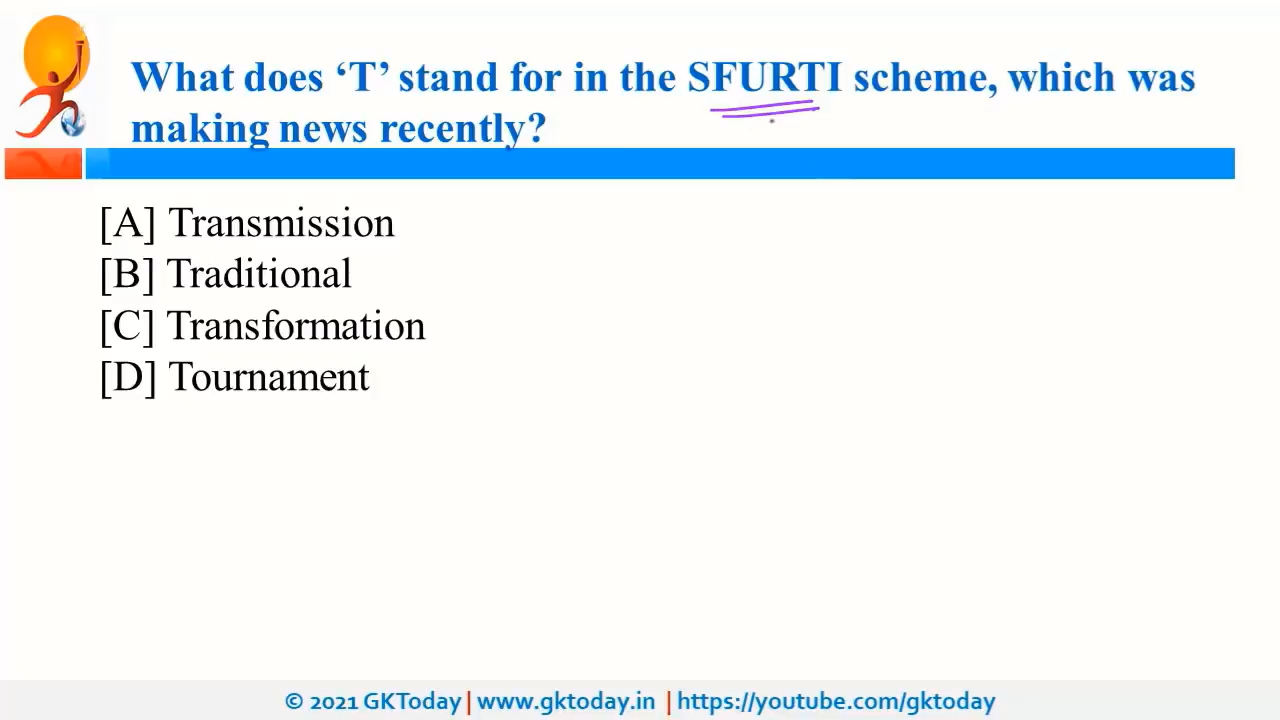 What does ‘T’ stand for in the SFURTI scheme, which was
making news recently?
[A] Transmission
[B] Traditional
[C] Transformation
[D] Tournament
© 2021 GKToday | www.gktoday.in | https://youtube.com/gktoday